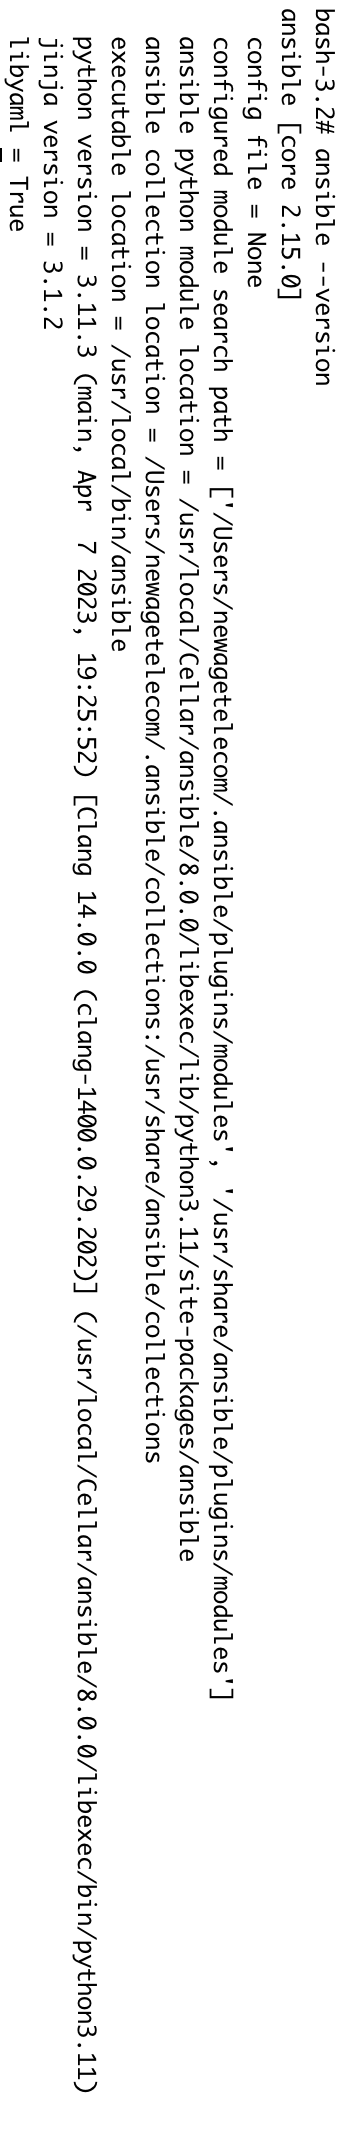 bash-3.2# ansible --version
ansible [core 2.15.0]
  config file = None
  configured module search path = ['/Users/newagetelecom/.ansible/plugins/modules', '/usr/share/ansible/plugins/modules']
  ansible python module location = /usr/local/Cellar/ansible/8.0.0/libexec/lib/python3.11/site-packages/ansible
  ansible collection location = /Users/newagetelecom/.ansible/collections:/usr/share/ansible/collections
  executable location = /usr/local/bin/ansible
  python version = 3.11.3 (main, Apr  7 2023, 19:25:52) [Clang 14.0.0 (clang-1400.0.29.202)] (/usr/local/Cellar/ansible/8.0.0/libexec/bin/python3.11)
  jinja version = 3.1.2
  libyaml = True